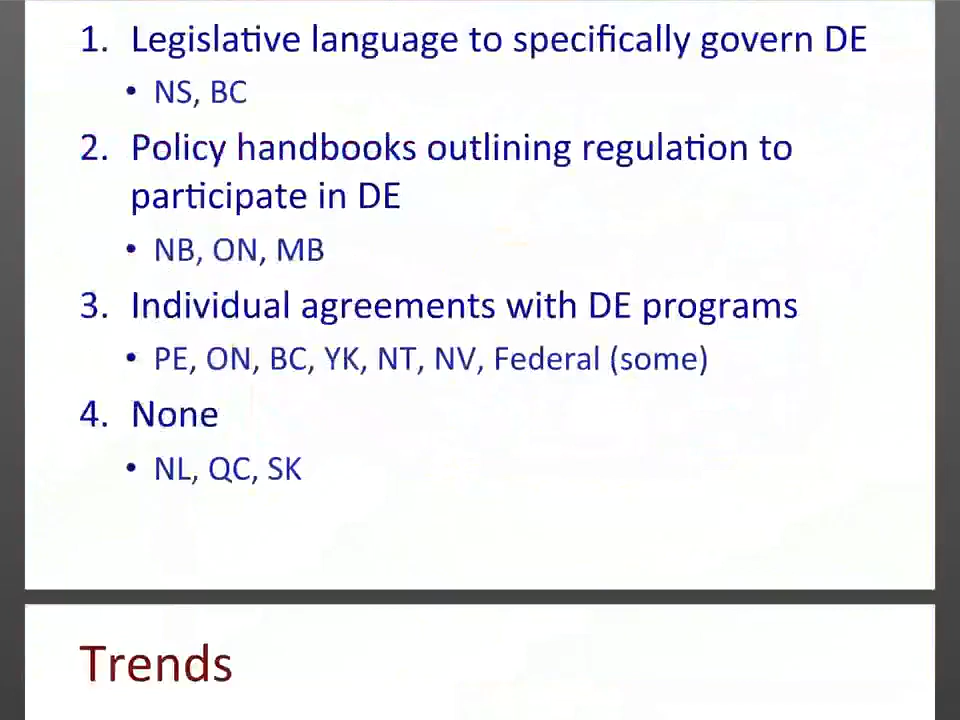 1. Legislative language to specifically govern DE
• NS, BC
2. Policy handbooks outlining regulation to
participate in DE
• NB, ON, MB
3. Individual agreements with DE programs
• PE, ON, BC, YK, NT, NV, Federal (some)
4. None
• NL, QC, SK
Trends